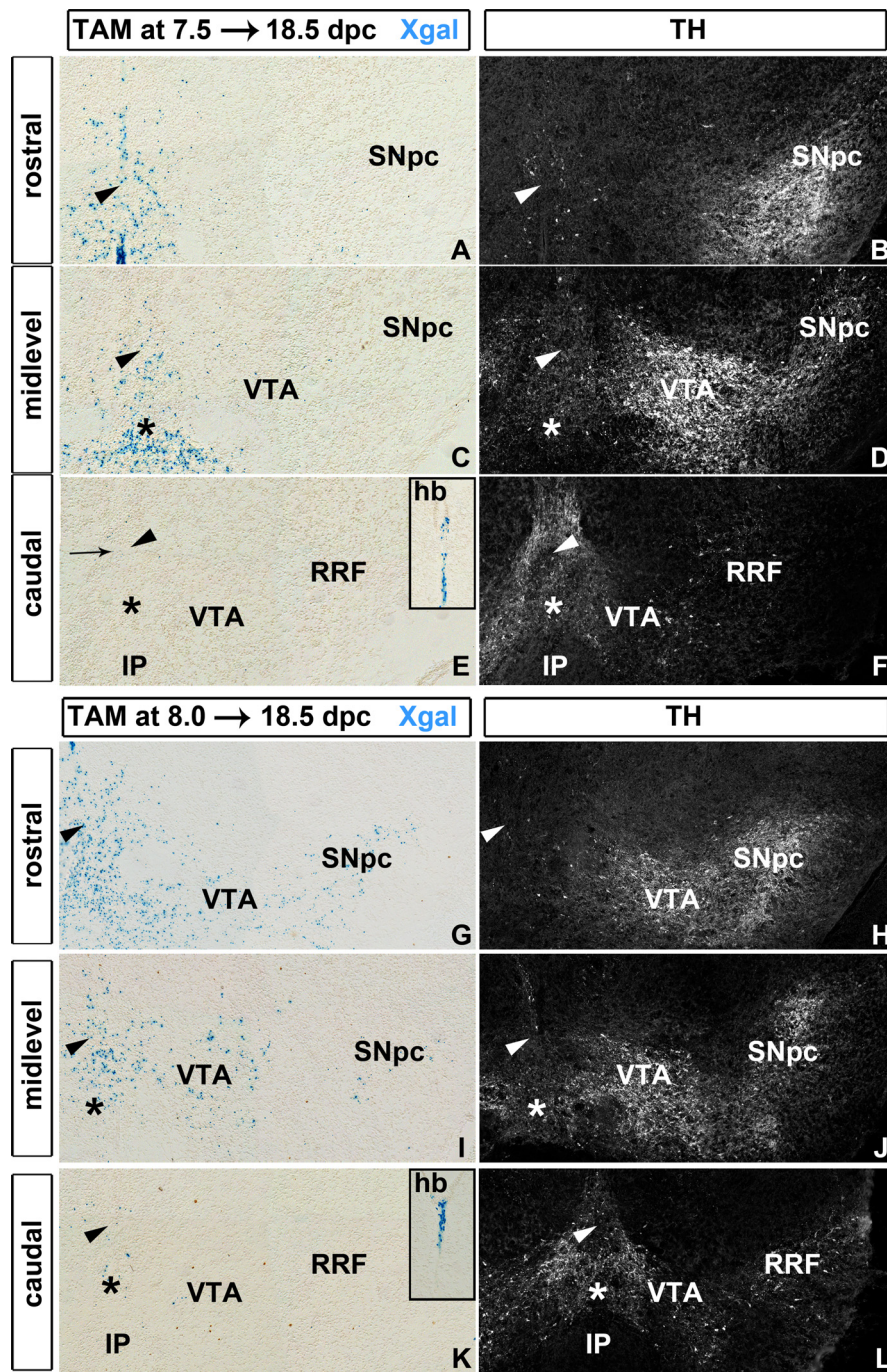 TAM at 7.5 → 18.5 dpc Xgal
TH
rostral
SNpc
A
SNpc
B
midlevel
SNpc
VTA
*
C
SNpc
VTA
*
D
caudal
hb
RRF
*
VTA
IP
E
RRF
*
VTA
IP
F
TAM at 8.0 → 18.5 dpc Xgal
TH
rostral
SNpc
VTA
G
SNpc
VTA
H
midlevel
SNpc
VTA
*
I
SNpc
VTA
*
J
caudal
hb
RRF
*
VTA
IP
K
RRF
*
VTA
IP
L